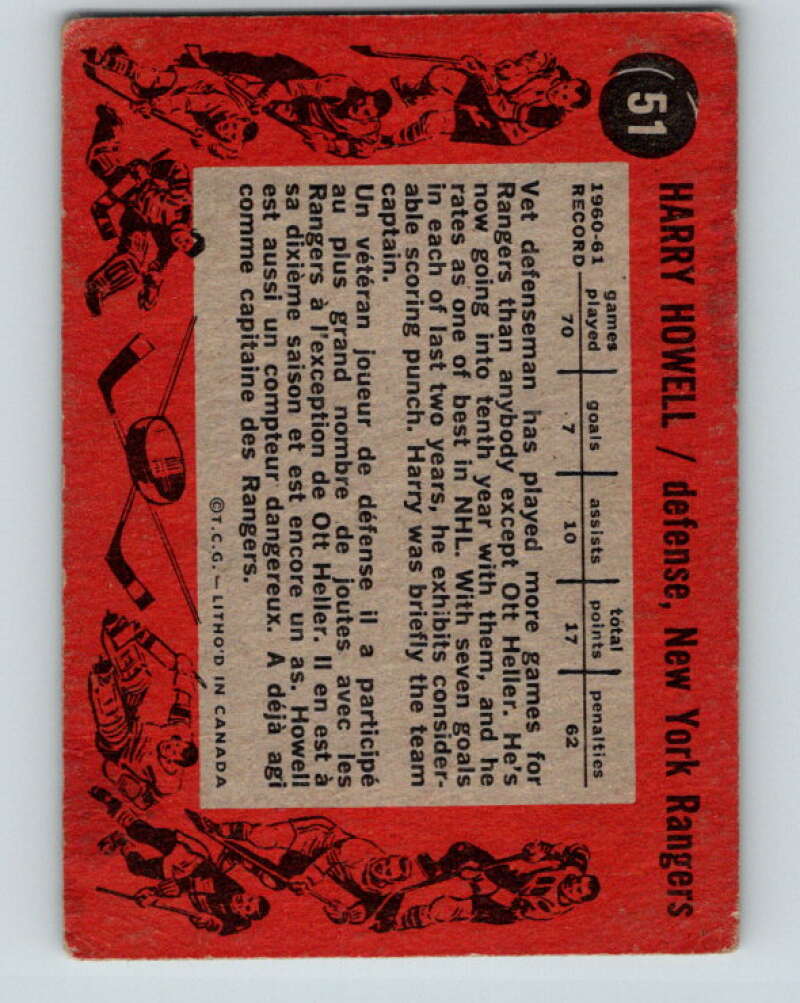 51
HARRY HOWELL / defense, New York Rangers
1960-61 games total
RECORD played goals assists points penalties
70 7 10 17 62
Vet defenseman has played more games for
Rangers than anybody except Ott Heller. He's
now going into tenth year with them, and he
rates as one of best in NHL. With seven goals
in each of last two years, he exhibits consider-
able scoring punch. Harry was briefly the team
captain.
Un vétéran joueur de défense il a participé
au plus grand nombre de joutes avec les
Rangers à l'exception de Ott Heller. Il en est à
sa dixième saison et est encore un as. Howell
est aussi un compteur dangereux. A déjà agi
comme capitaine des Rangers.
©T.C.G.—LITHO'D IN CANADA